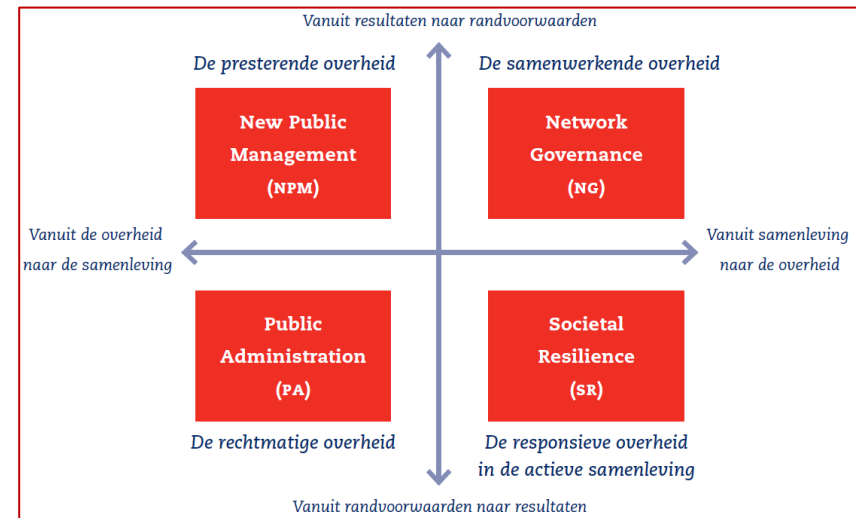 Vanuit resultaten naar randvoorwaarden
De presterende overheid
De samenwerkende overheid
New Public
Management
(NPM)
Network
Governance
(NG)
Vanuit de overheid
naar de samenleving
Vanuit samenleving
naar de overheid
Public
Administration
(PA)
Societal
Resilience
(SR)
De rechtmatige overheid
De responsieve overheid
in de actieve samenleving
Vanuit randvoorwaarden naar resultaten